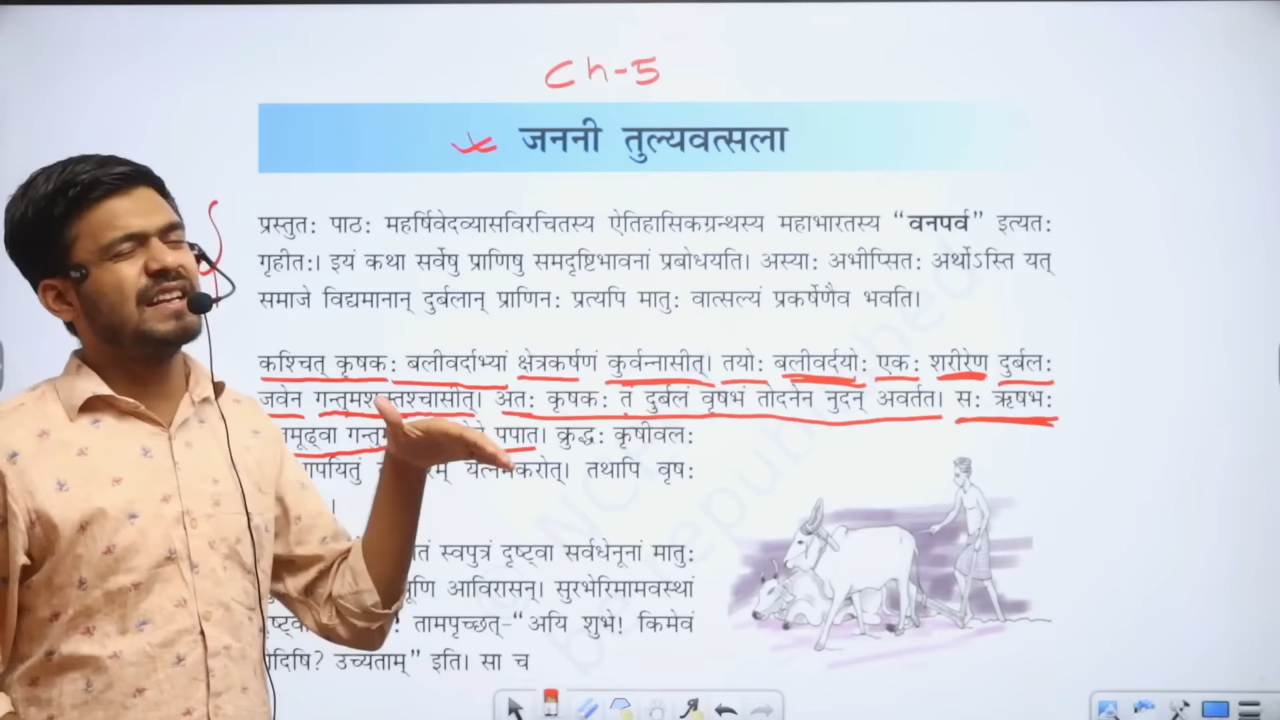 Ch-5
जननी तुल्यवत्सला
प्रस्तुतः पाठः महर्षिवेदव्यासविरचितस्य ऐतिहासिकग्रन्थस्य महाभारतस्य “वनपर्व” इत्यतः
गृहीतः। इयं कथा सर्वेषु प्राणिषु समदृष्टिभावनां प्रबोधयति। अस्याः अभीप्सितः अर्थोऽस्ति यत्
समाजे विद्यमानान् दुर्बलान् प्राणिनः प्रत्यपि मातुः वात्सल्यं प्रकर्षेणैव भवति।
कश्चित् कृषकः बलीवर्दाभ्यां क्षेत्रकर्षणं कुर्वन्नासीत्। तयोः बलीवर्दयोः एकः शरीरेण दुर्बलः
जवेन अतः कृषकः तं दुर्बलं वृषभं तोदनेन नुदन् अवर्तत। सः ऋषभः
पपात। क्रुद्धः कृषीवलः
यत्नमकरोत्। तथापि वृषः
स्वपुत्रं दृष्ट्वा सर्वधेनूनां मातुः
आविरासन्। सुरभेरिमामवस्थां
तामपृच्छत्-“अयि शुभे! किमेवं
उच्यताम्” इति। सा च